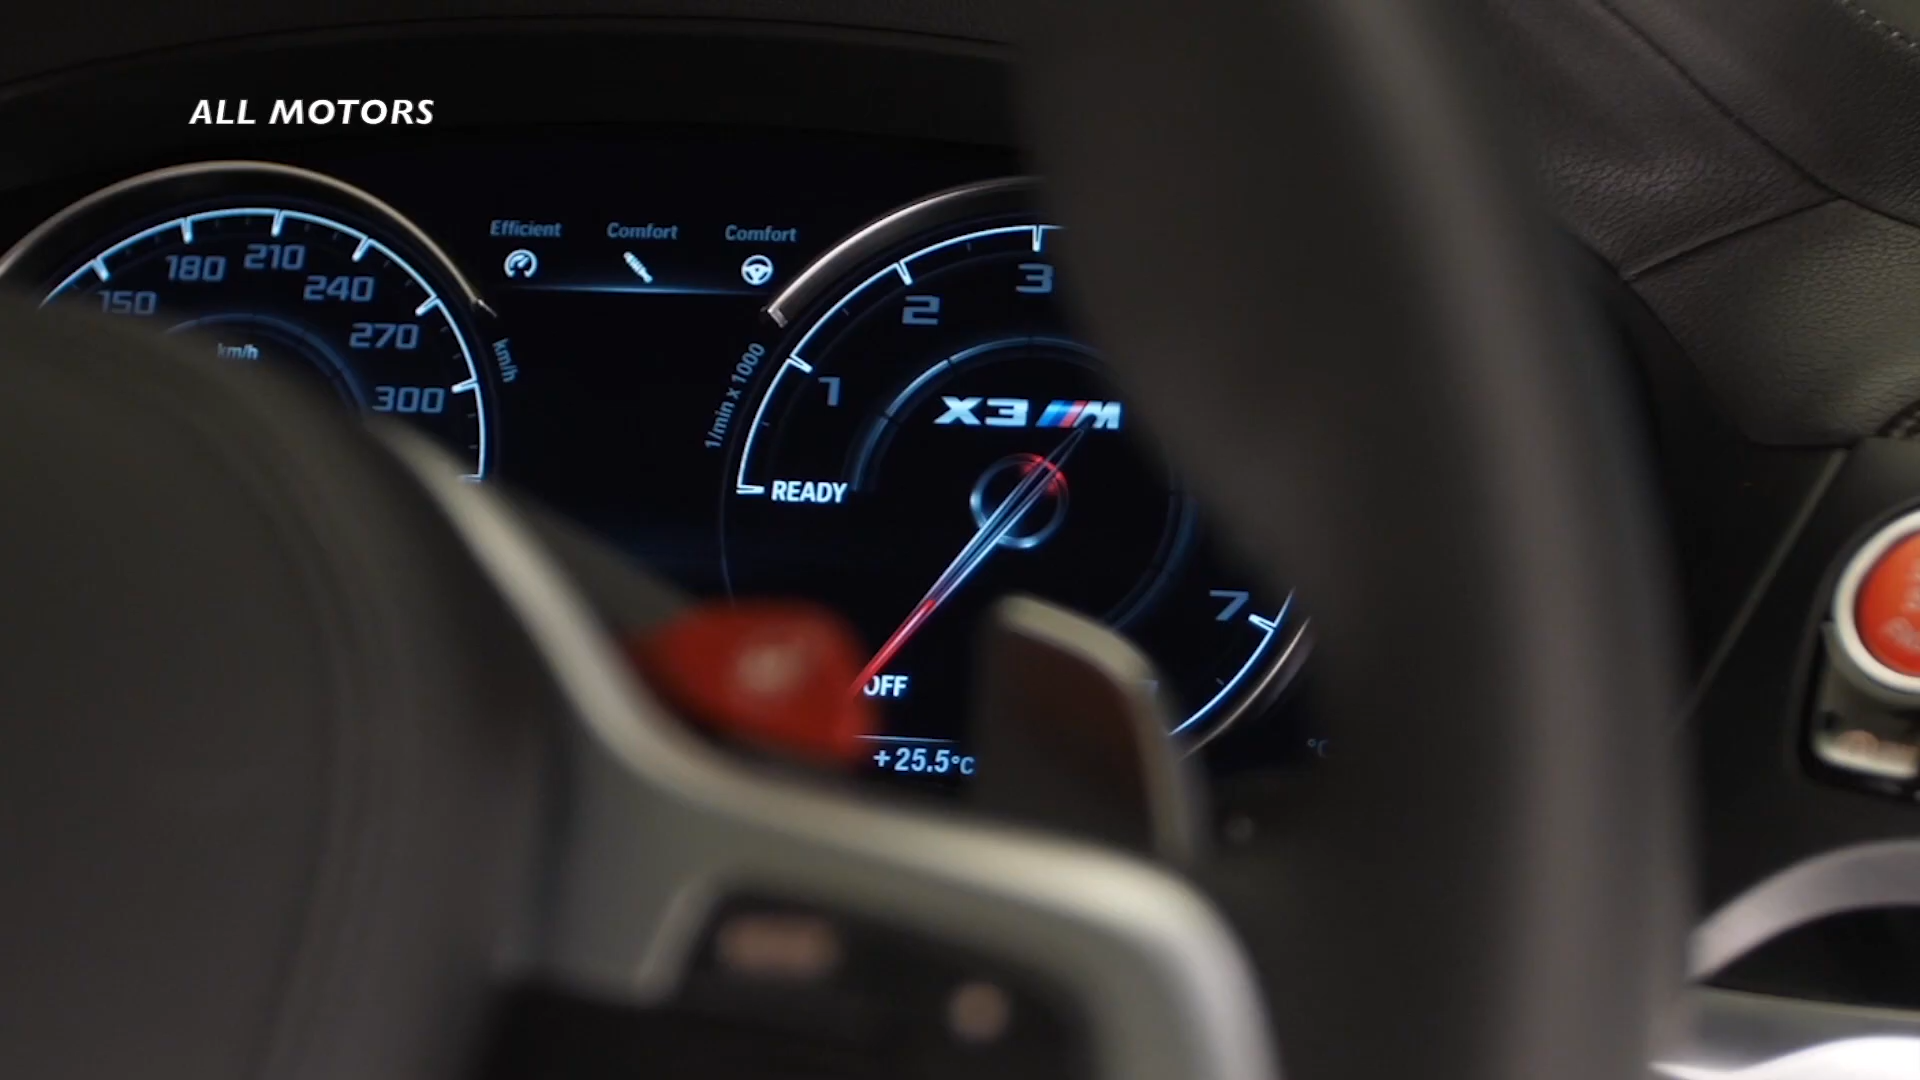 ALL MOTORS
Efficient Comfort Comfort
150 180 210 240 270 300
km/h
km/h
1/min x 1000
1 2 3
X3 M
READY
7
OFF
+25.5°C
°C